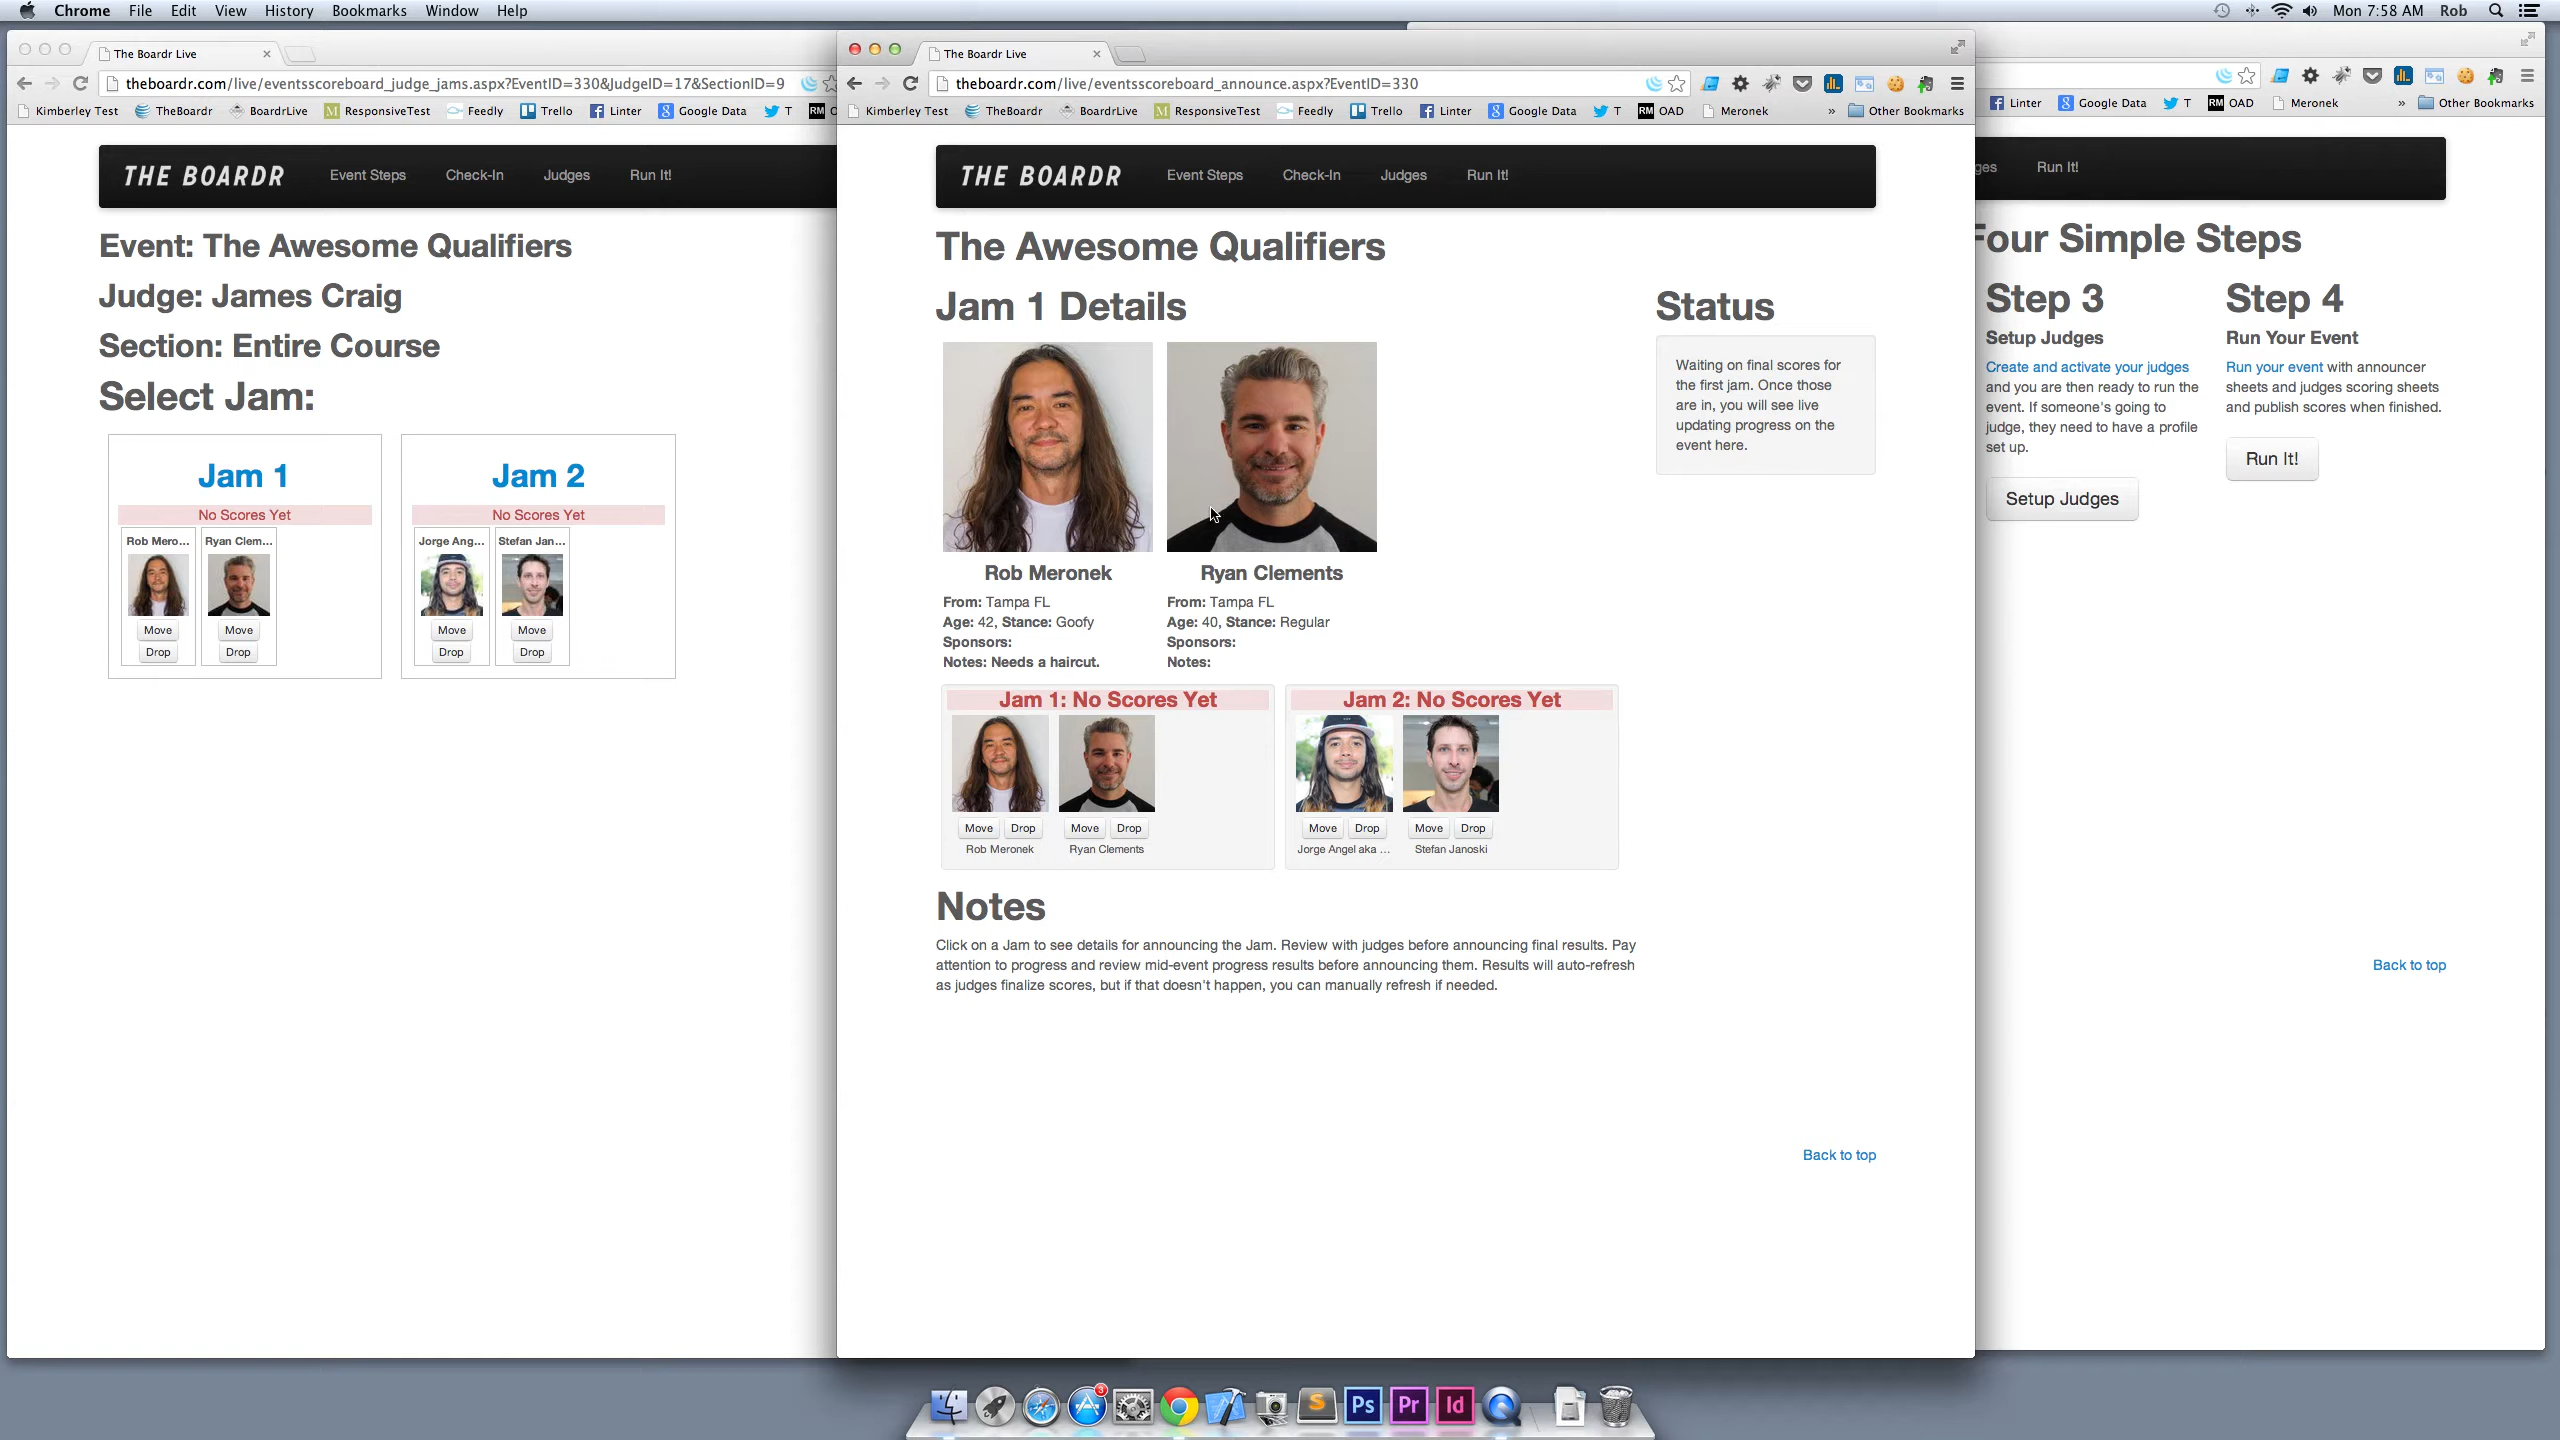 Chrome File Edit View History Bookmarks Window Help
Mon 7:58 AM Rob
The Boardr Live
theboardr.com/live/eventsscoreboard_judge_jams.aspx?EventID=330&JudgeID=17&SectionID=9
Kimberley Test TheBoardr BoardrLive ResponsiveTest Feedly Trello Linter Google Data T RM
THE BOARDR Event Steps Check-In Judges Run It!
Event: The Awesome Qualifiers
Judge: James Craig
Section: Entire Course
Select Jam:
Jam 1
No Scores Yet
Rob Mero... Ryan Clem...
Move Move
Drop Drop
Jam 2
No Scores Yet
Jorge Ang... Stefan Jan...
Move Move
Drop Drop
The Boardr Live
theboardr.com/live/eventsscoreboard_announce.aspx?EventID=330
Kimberley Test TheBoardr BoardrLive ResponsiveTest Feedly Trello Linter Google Data T RM OAD Meronek » Other Bookmarks
THE BOARDR Event Steps Check-In Judges Run It!
The Awesome Qualifiers
Jam 1 Details
Rob Meronek
From: Tampa FL
Age: 42, Stance: Goofy
Sponsors:
Notes: Needs a haircut.
Ryan Clements
From: Tampa FL
Age: 40, Stance: Regular
Sponsors:
Notes:
Status
Waiting on final scores for
the first jam. Once those
are in, you will see live
updating progress on the
event here.
Jam 1: No Scores Yet
Move Drop Move Drop
Rob Meronek Ryan Clements
Jam 2: No Scores Yet
Move Drop Move Drop
Jorge Angel aka ... Stefan Janoski
Notes
Click on a Jam to see details for announcing the Jam. Review with judges before announcing final results. Pay
attention to progress and review mid-event progress results before announcing them. Results will auto-refresh
as judges finalize scores, but if that doesn't happen, you can manually refresh if needed.
Back to top
Linter Google Data T RM OAD Meronek » Other Bookmarks
ges Run It!
Four Simple Steps
Step 3
Setup Judges
Create and activate your judges
and you are then ready to run the
event. If someone's going to
judge, they need to have a profile
set up.
Setup Judges
Step 4
Run Your Event
Run your event with announcer
sheets and judges scoring sheets
and publish scores when finished.
Run It!
Back to top
3
S Ps Pr Id